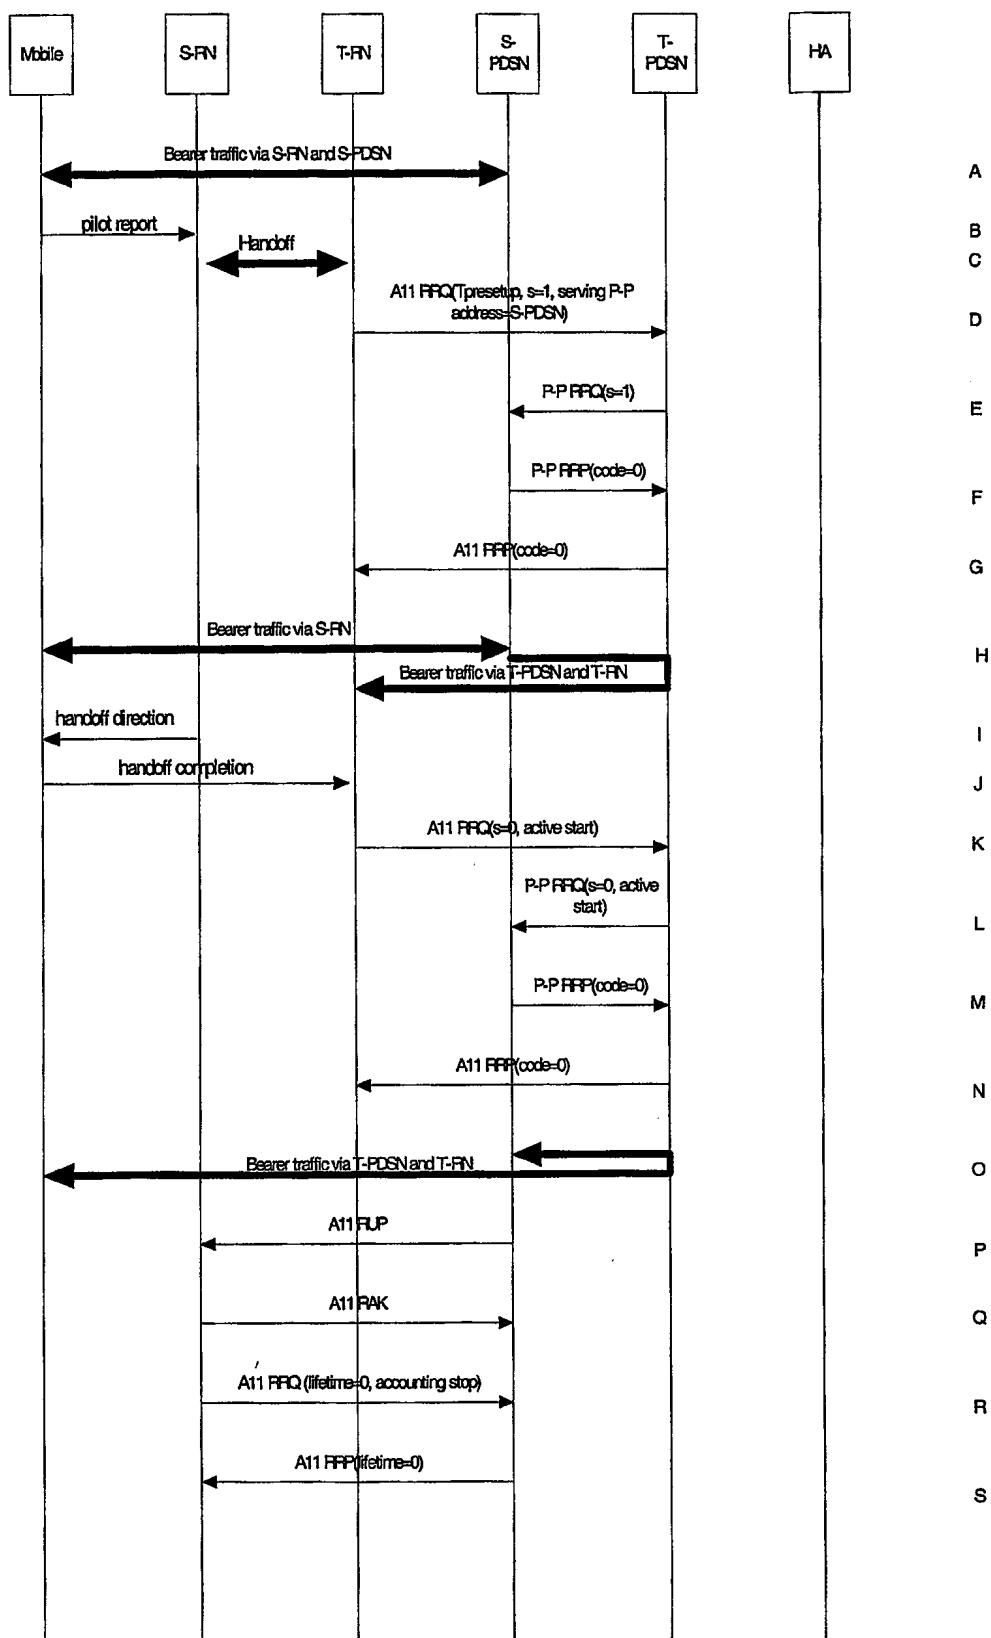 Mobile
S-RN
T-RN
S-
PDSN
T-
PDSN
HA
Bearer traffic via S-RN and S-PDSN
A
pilot report
B
Handoff
C
A11 RRQ(Tpresetup, s=1, serving P-P
address=S-PDSN)
D
P-P RRQ(s=1)
E
P-P RRP(code=0)
F
A11 RRP(code=0)
G
Bearer traffic via S-RN
H
Bearer traffic via T-PDSN and T-RN
handoff direction
I
handoff completion
J
A11 RRQ(s=0, active start)
K
P-P RRQ(s=0, active
start)
L
P-P RRP(code=0)
M
A11 RRP(code=0)
N
Bearer traffic via T-PDSN and T-RN
O
A11 RUP
P
A11 RAK
Q
A11 RRQ (lifetime=0, accounting stop)
R
A11 RRP(lifetime=0)
S